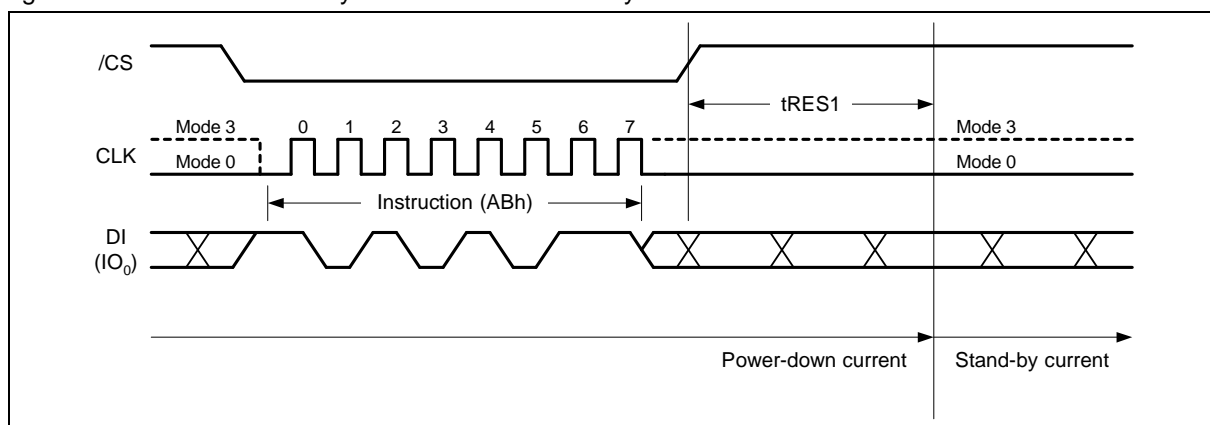 /CS
tRES1
Mode 3
0 1 2 3 4 5 6 7
Mode 3
CLK
Mode 0
Mode 0
Instruction (ABh)
DI
(IO₀)
Power-down current
Stand-by current